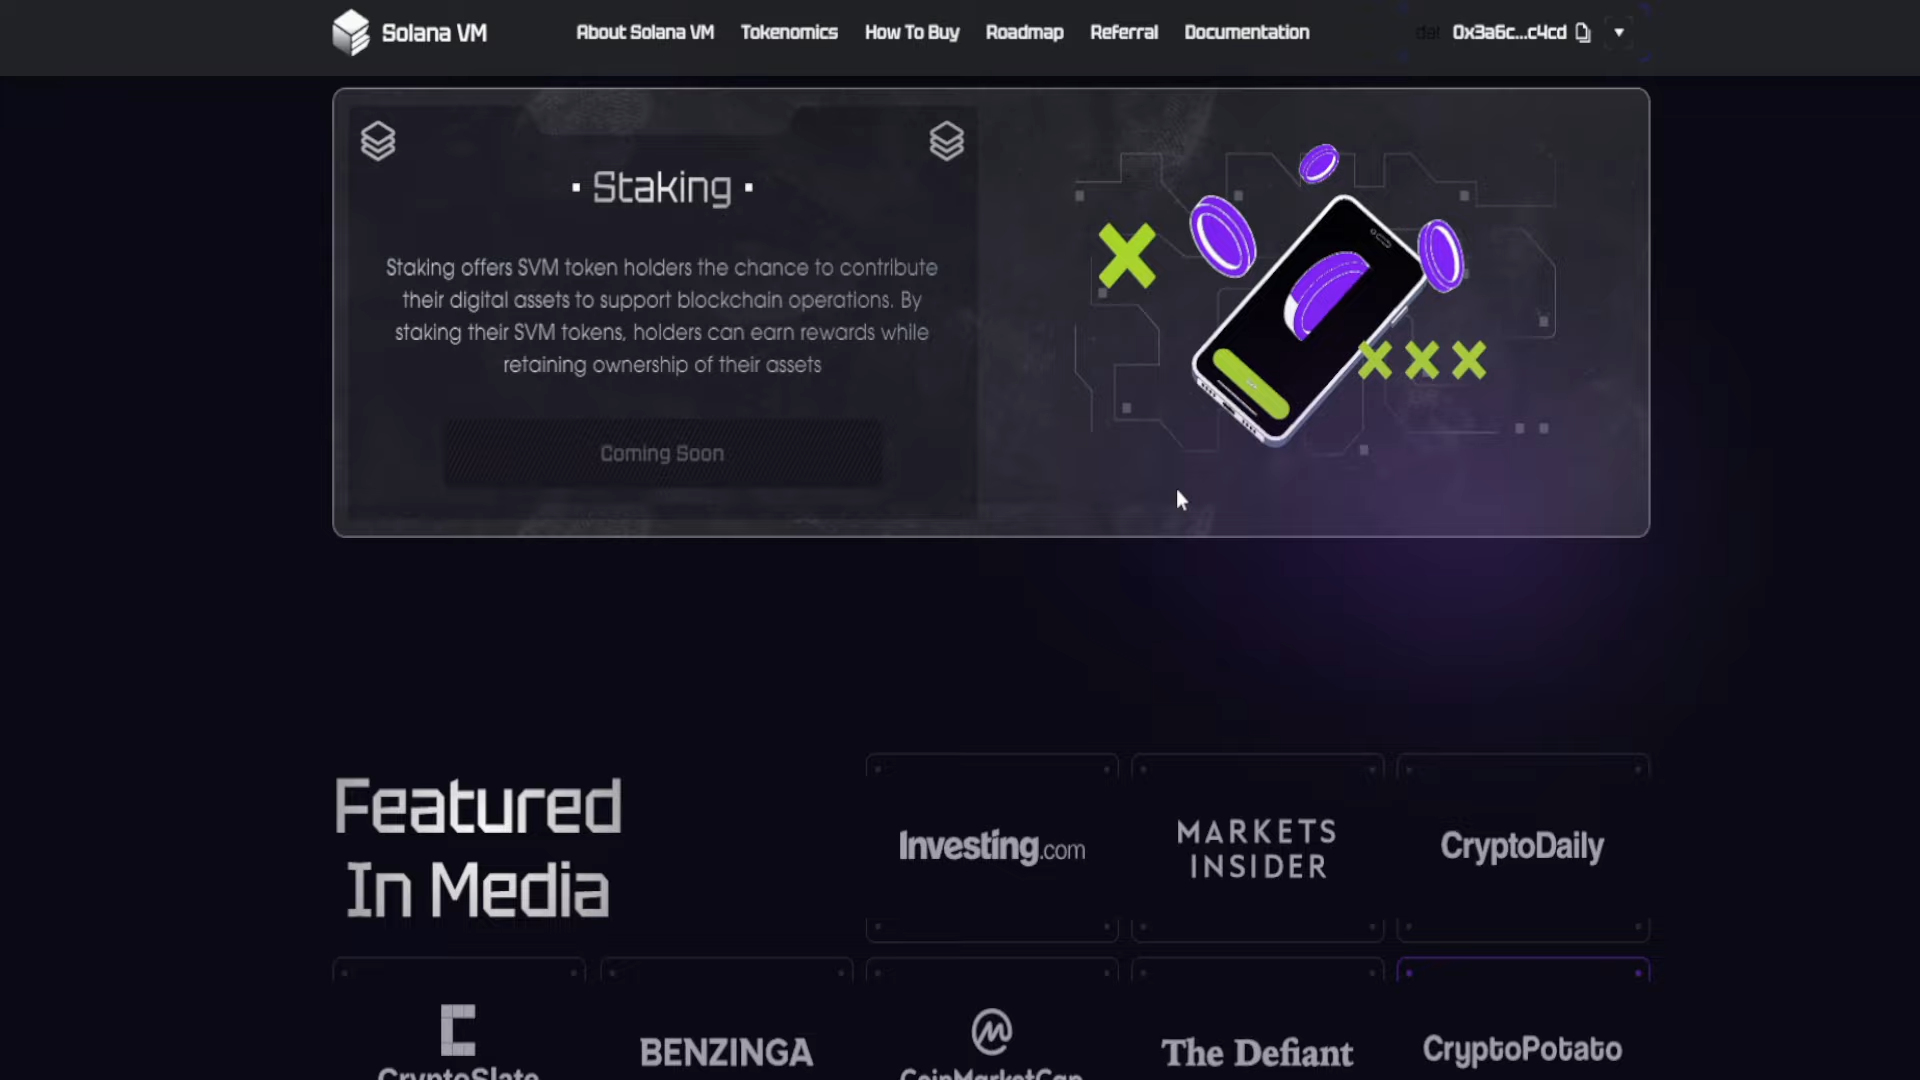 Solana VM
About Solana VM
Tokenomics
How To Buy
Roadmap
Referral
Documentation
0x3a6c...c4cd
Staking
Staking offers SVM token holders the chance to contribute
their digital assets to support blockchain operations. By
staking their SVM tokens, holders can earn rewards while
retaining ownership of their assets
Coming Soon
Featured
In Media
Investing.com
MARKETS
INSIDER
CryptoDaily
CryptoSlate
BENZINGA
CoinMarketCap
The Defiant
CryptoPotato